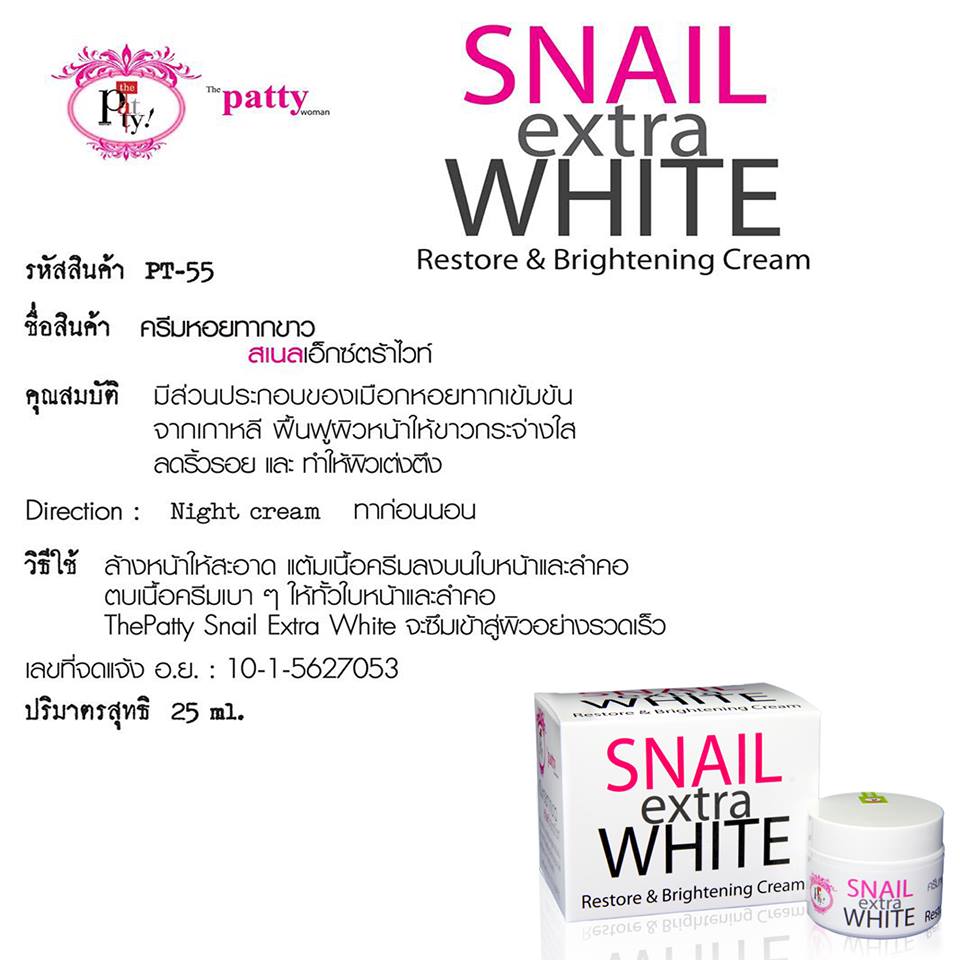 the
patty!
The patty woman
SNAIL
extra
WHITE
Restore & Brightening Cream
รหัสสินค้า PT-55
ชื่อสินค้า ครีมหอยทากขาว
สเนลเอ็กซ์ตร้าไวท์
คุณสมบัติ มีส่วนประกอบของเมือกหอยทากเข้มข้น
จากเกาหลี ฟื้นฟูผิวหน้าให้ขาวกระจ่างใส
ลดริ้วรอย และ ทำให้ผิวเต่งตึง
Direction : Night cream ทาก่อนนอน
วิธีใช้ ล้างหน้าให้สะอาด แต้มเนื้อครีมลงบนใบหน้าและลำคอ
ตบเนื้อครีมเบา ๆ ให้ทั่วใบหน้าและลำคอ
ThePatty Snail Extra White จะซึมเข้าสู่ผิวอย่างรวดเร็ว
เลขที่จดแจ้ง อ.ย. : 10-1-5627053
ปริมาตรสุทธิ 25 ml.
SNAIL
extra
WHITE
Restore & Brightening Cream
patty
SNAIL
extra
WHITE
Restore & Brightening Cream
SNAIL
extra
WHITE